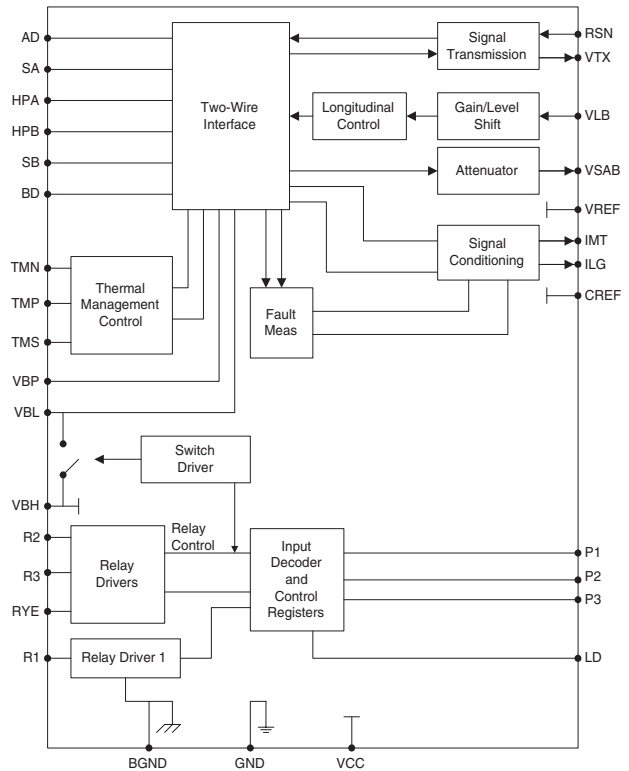 AD
SA
HPA
HPB
SB
BD
TMN
TMP
TMS
VBP
VBL
VBH
R2
R3
RYE
R1
Two-Wire
Interface
Signal
Transmission
Longitudinal
Control
Gain/Level
Shift
Attenuator
Signal
Conditioning
Thermal
Management
Control
Fault
Meas
Switch
Driver
Relay
Control
Relay
Drivers
Input
Decoder
and
Control
Registers
Relay Driver 1
RSN
VTX
VLB
VSAB
VREF
IMT
ILG
CREF
P1
P2
P3
LD
BGND
GND
VCC